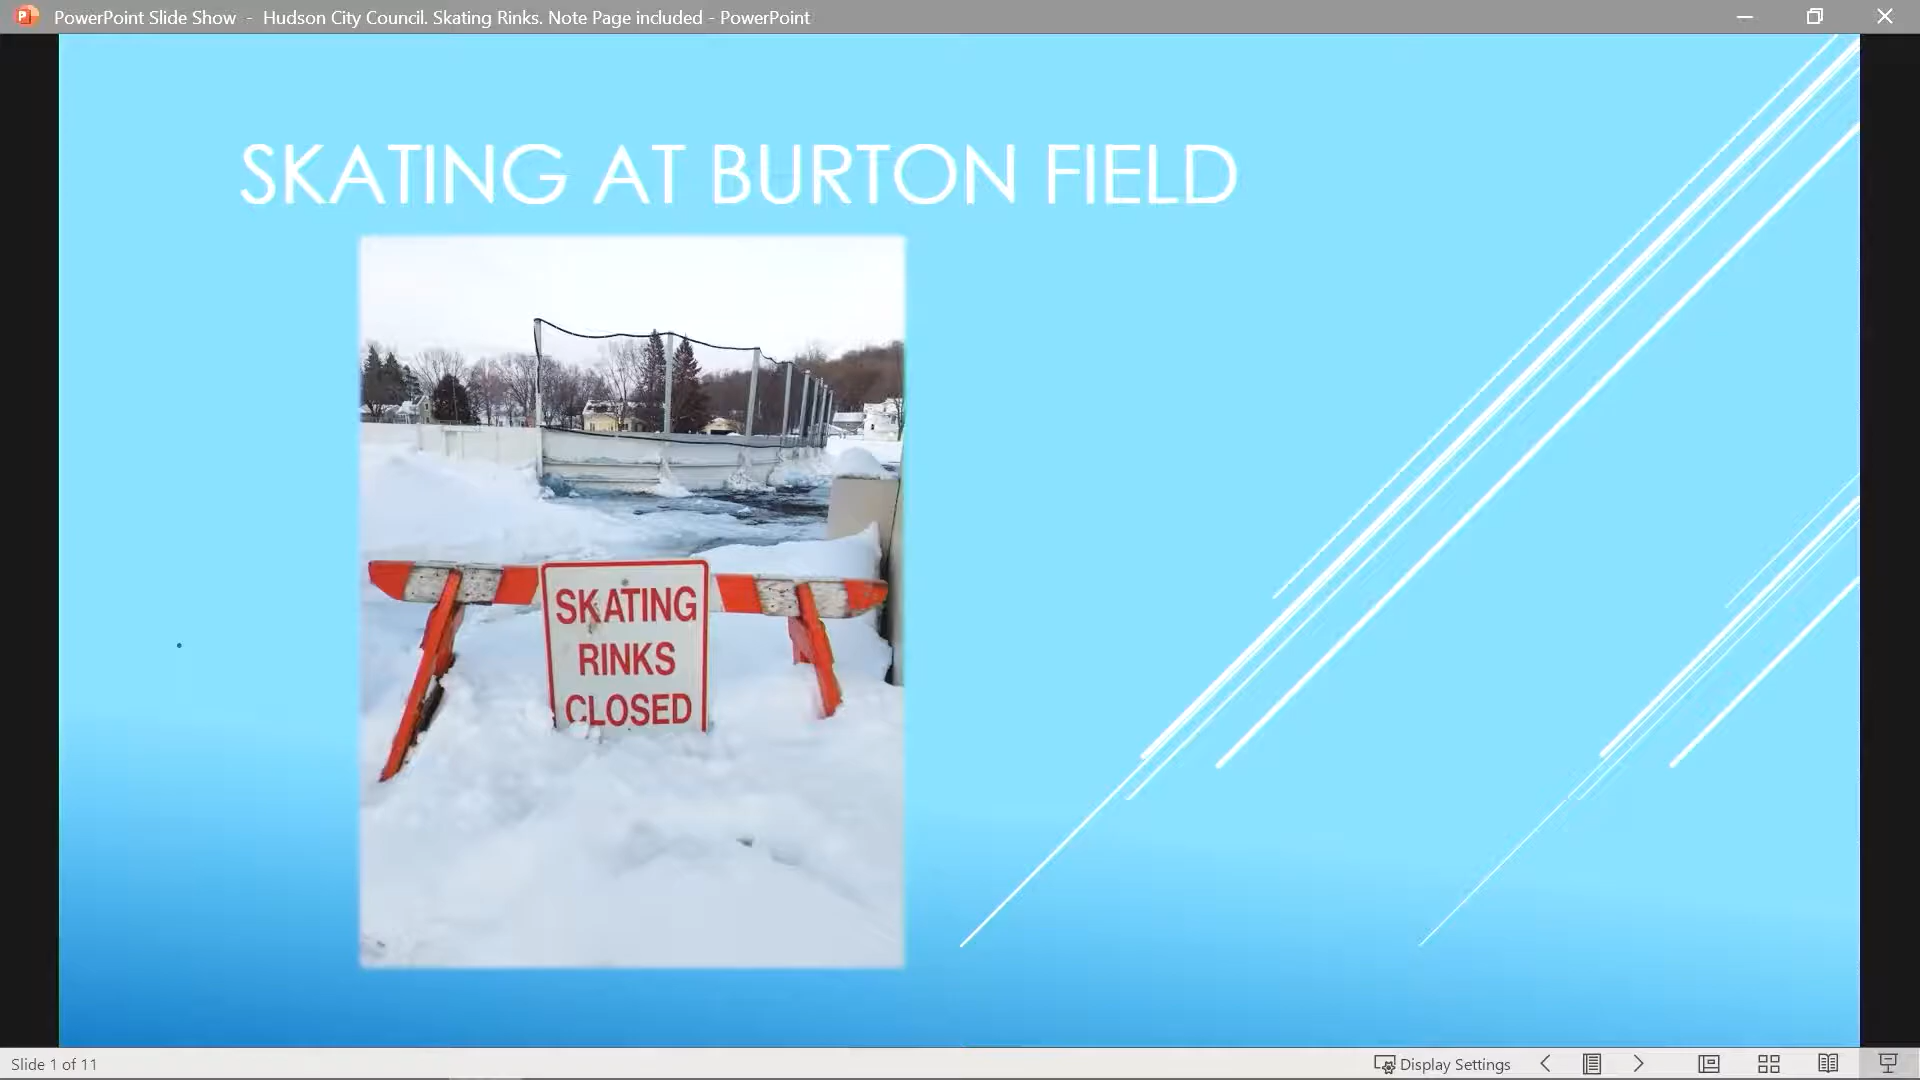 PowerPoint Slide Show - Hudson City Council. Skating Rinks. Note Page included - PowerPoint
SKATING AT BURTON FIELD
SKATING
RINKS
CLOSED
Slide 1 of 11
Display Settings